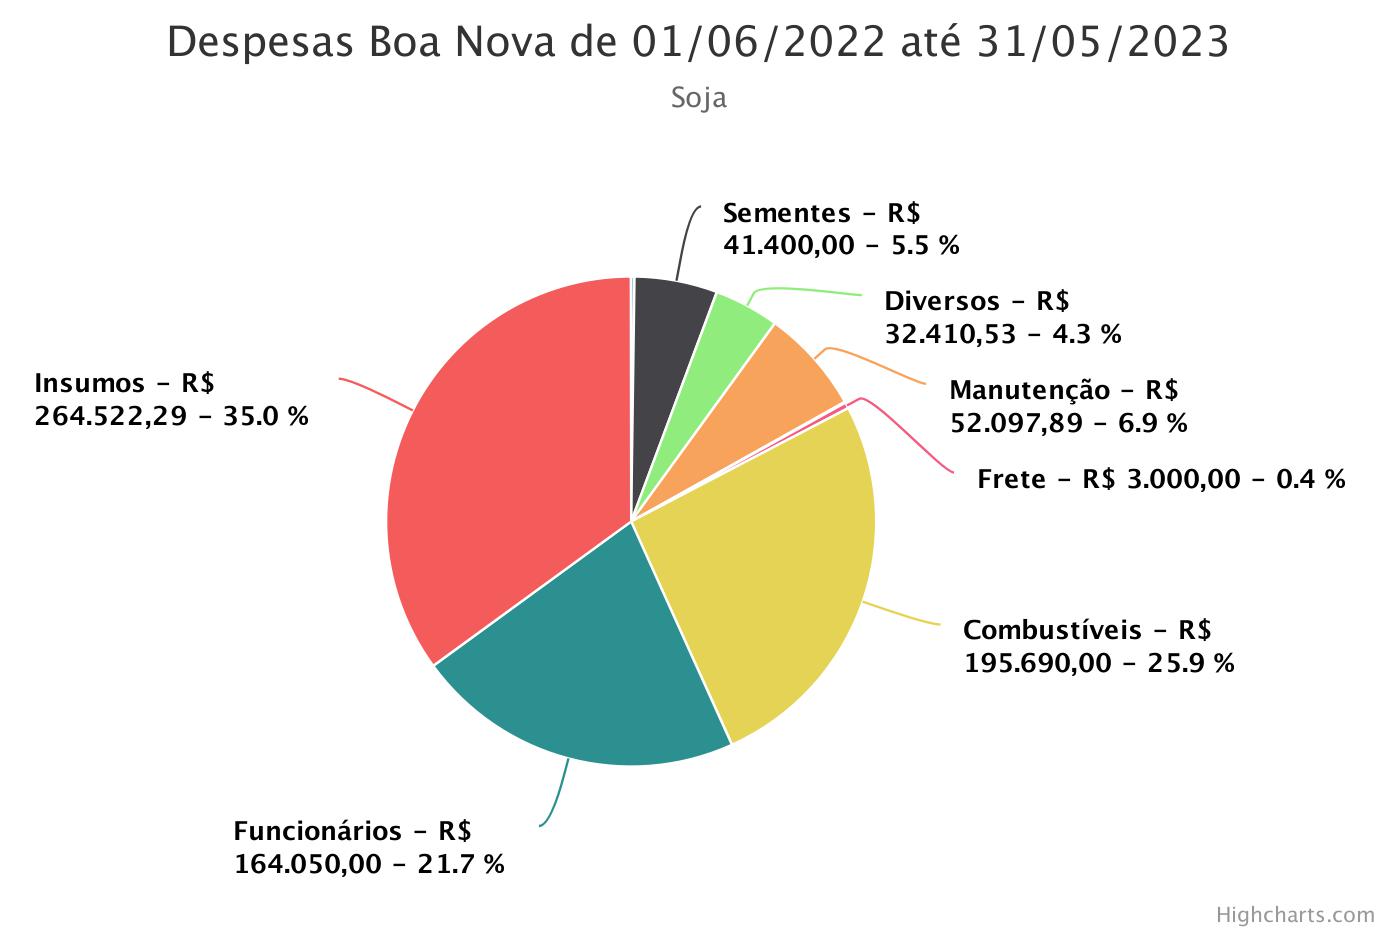 Despesas Boa Nova de 01/06/2022 até 31/05/2023
Soja
Sementes – R$
41.400,00 – 5.5 %
Diversos – R$
32.410,53 – 4.3 %
Insumos – R$
264.522,29 – 35.0 %
Manutenção – R$
52.097,89 – 6.9 %
Frete – R$ 3.000,00 – 0.4 %
Combustíveis – R$
195.690,00 – 25.9 %
Funcionários – R$
164.050,00 – 21.7 %
Highcharts.com